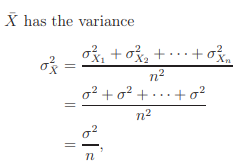 X̄ has the variance
σ²_X̄ = (σ²_X₁ + σ²_X₂ + ⋯ + σ²_Xₙ) / n²
= (σ² + σ² + ⋯ + σ²) / n²
= σ² / n,